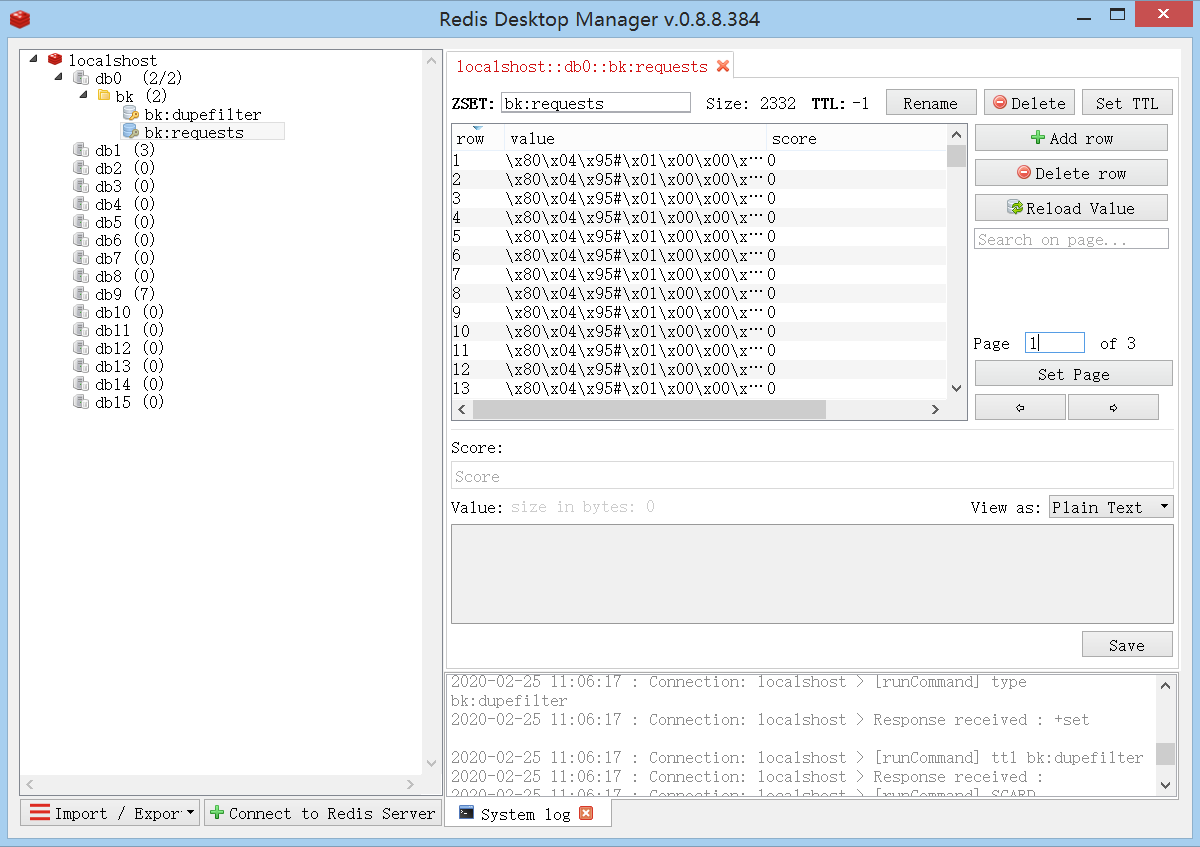 Redis Desktop Manager v.0.8.8.384
localshost
db0 (2/2)
bk (2)
bk:dupefilter
bk:requests
db1 (3)
db2 (0)
db3 (0)
db4 (0)
db5 (0)
db6 (0)
db7 (0)
db8 (0)
db9 (7)
db10 (0)
db11 (0)
db12 (0)
db13 (0)
db14 (0)
db15 (0)
Import / Expor
Connect to Redis Server
localshost::db0::bk:requests
ZSET: bk:requests Size: 2332 TTL: -1 Rename Delete Set TTL
row value score
1 \x80\x04\x95#\x01\x00\x00\x… 0
2 \x80\x04\x95#\x01\x00\x00\x… 0
3 \x80\x04\x95#\x01\x00\x00\x… 0
4 \x80\x04\x95#\x01\x00\x00\x… 0
5 \x80\x04\x95#\x01\x00\x00\x… 0
6 \x80\x04\x95#\x01\x00\x00\x… 0
7 \x80\x04\x95#\x01\x00\x00\x… 0
8 \x80\x04\x95#\x01\x00\x00\x… 0
9 \x80\x04\x95#\x01\x00\x00\x… 0
10 \x80\x04\x95#\x01\x00\x00\x… 0
11 \x80\x04\x95#\x01\x00\x00\x… 0
12 \x80\x04\x95#\x01\x00\x00\x… 0
13 \x80\x04\x95#\x01\x00\x00\x… 0
Add row
Delete row
Reload Value
Search on page...
Page 1 of 3
Set Page
Score:
Score
Value: size in bytes: 0 View as: Plain Text
Save
2020-02-25 11:06:17 : Connection: localshost > [runCommand] type
bk:dupefilter
2020-02-25 11:06:17 : Connection: localshost > Response received : +set
2020-02-25 11:06:17 : Connection: localshost > [runCommand] ttl bk:dupefilter
2020-02-25 11:06:17 : Connection: localshost > Response received :
2020-02-25 11:06:17 : Connection: localshost > [runCommand] SCARD
System log